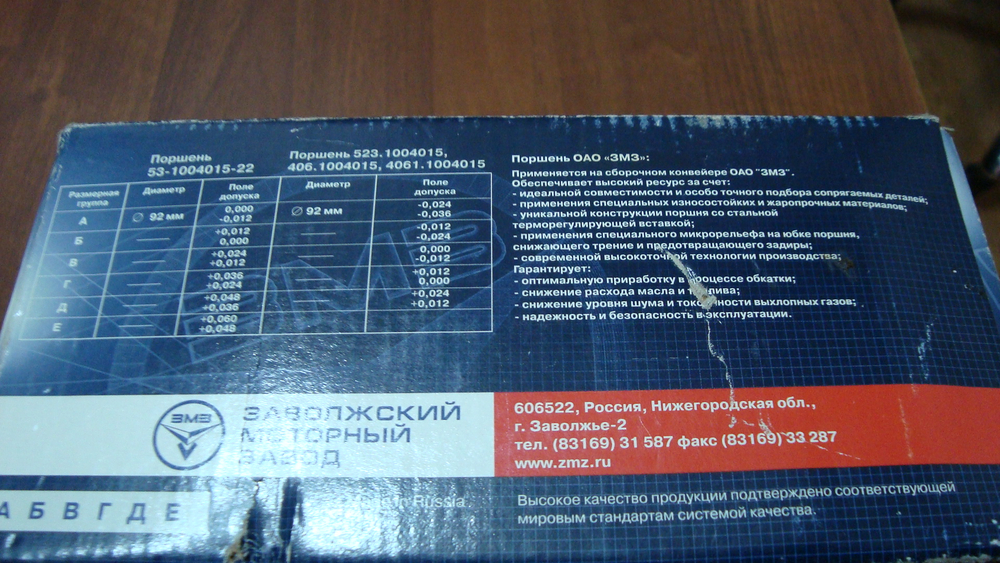 Поршень
53-1004015-22
Поршень 523.1004015,
406.1004015, 4061.1004015
Размерная группа Диаметр Поле допуска Диаметр Поле допуска
А ∅ 92 мм 0,000 -0,012 ∅ 92 мм -0,024 -0,036
Б — +0,012 0,000 — -0,012 -0,024
В — +0,024 +0,012 — 0,000 -0,012
Г — +0,036 +0,024 — +0,012 0,000
Д — +0,048 +0,036 — +0,024 +0,012
Е — +0,060 +0,048
Поршень ОАО «ЗМЗ»:
Применяется на сборочном конвейере ОАО "ЗМЗ".
Обеспечивает высокий ресурс за счет:
- идеальной совместимости и особо точного подбора сопрягаемых деталей;
- применения специальных износостойких и жаропрочных материалов;
- уникальной конструкции поршня со стальной
терморегулирующей вставкой;
- применения специального микрорельефа на юбке поршня,
снижающего трение и предотвращающего задиры;
- современной высокоточной технологии производства;
Гарантирует:
- оптимальную приработку в процессе обкатки;
- снижение расхода масла и топлива;
- снижение уровня шума и токсичности выхлопных газов;
- надежность и безопасность в эксплуатации.
ЗМЗ
ЗМЗ
ЗАВОЛЖСКИЙ
МОТОРНЫЙ
ЗАВОД
606522, Россия, Нижегородская обл.,
г. Заволжье-2
тел. (83169) 31 587 факс (83169) 33 287
www.zmz.ru
А Б В Г Д Е
Made in Russia
Высокое качество продукции подтверждено соответствующей
мировым стандартам системой качества.